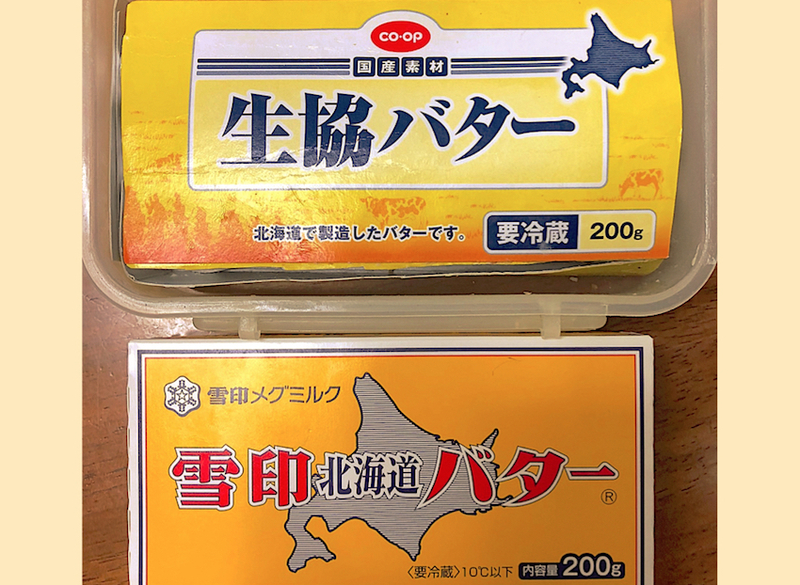 CO·OP
国産素材
生協バター
北海道で製造したバターです。
要冷蔵 200g
雪印メグミルク
雪印北海道バター
®
〈要冷蔵〉10℃以下 内容量 200g